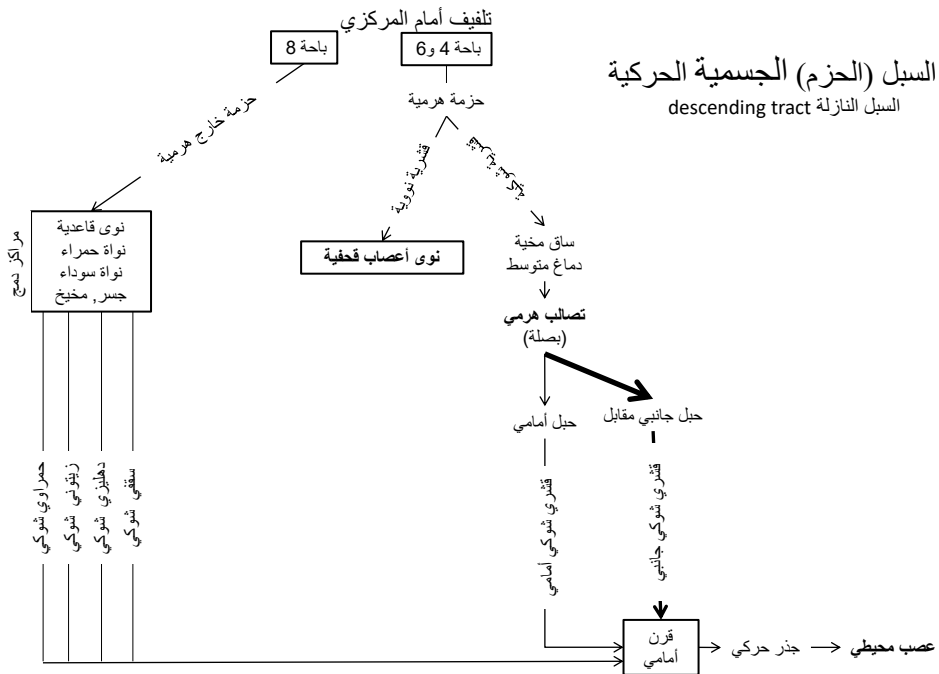 تلفيف أمام المركزي
باحة 4 و6
باحة 8
السبل (الحزم) الجسمية الحركية
السبل النازلة descending tract
حزمة هرمية
حزمة خارج هرمية
قشرية نووية
قشرية شوكية
نوى قاعدية
نواة حمراء
نواة سوداء
جسر, مخيخ
مراكز دمج
نوى أعصاب قحفية
ساق مخية
دماغ متوسط
تصالب هرمي
(بصلة)
حبل جانبي مقابل
حبل أمامي
قشري شوكي جانبي
قشري شوكي أمامي
سقفي شوكي
دهليزي شوكي
زيتوني شوكي
حمراوي شوكي
قرن
أمامي
جذر حركي
عصب محيطي